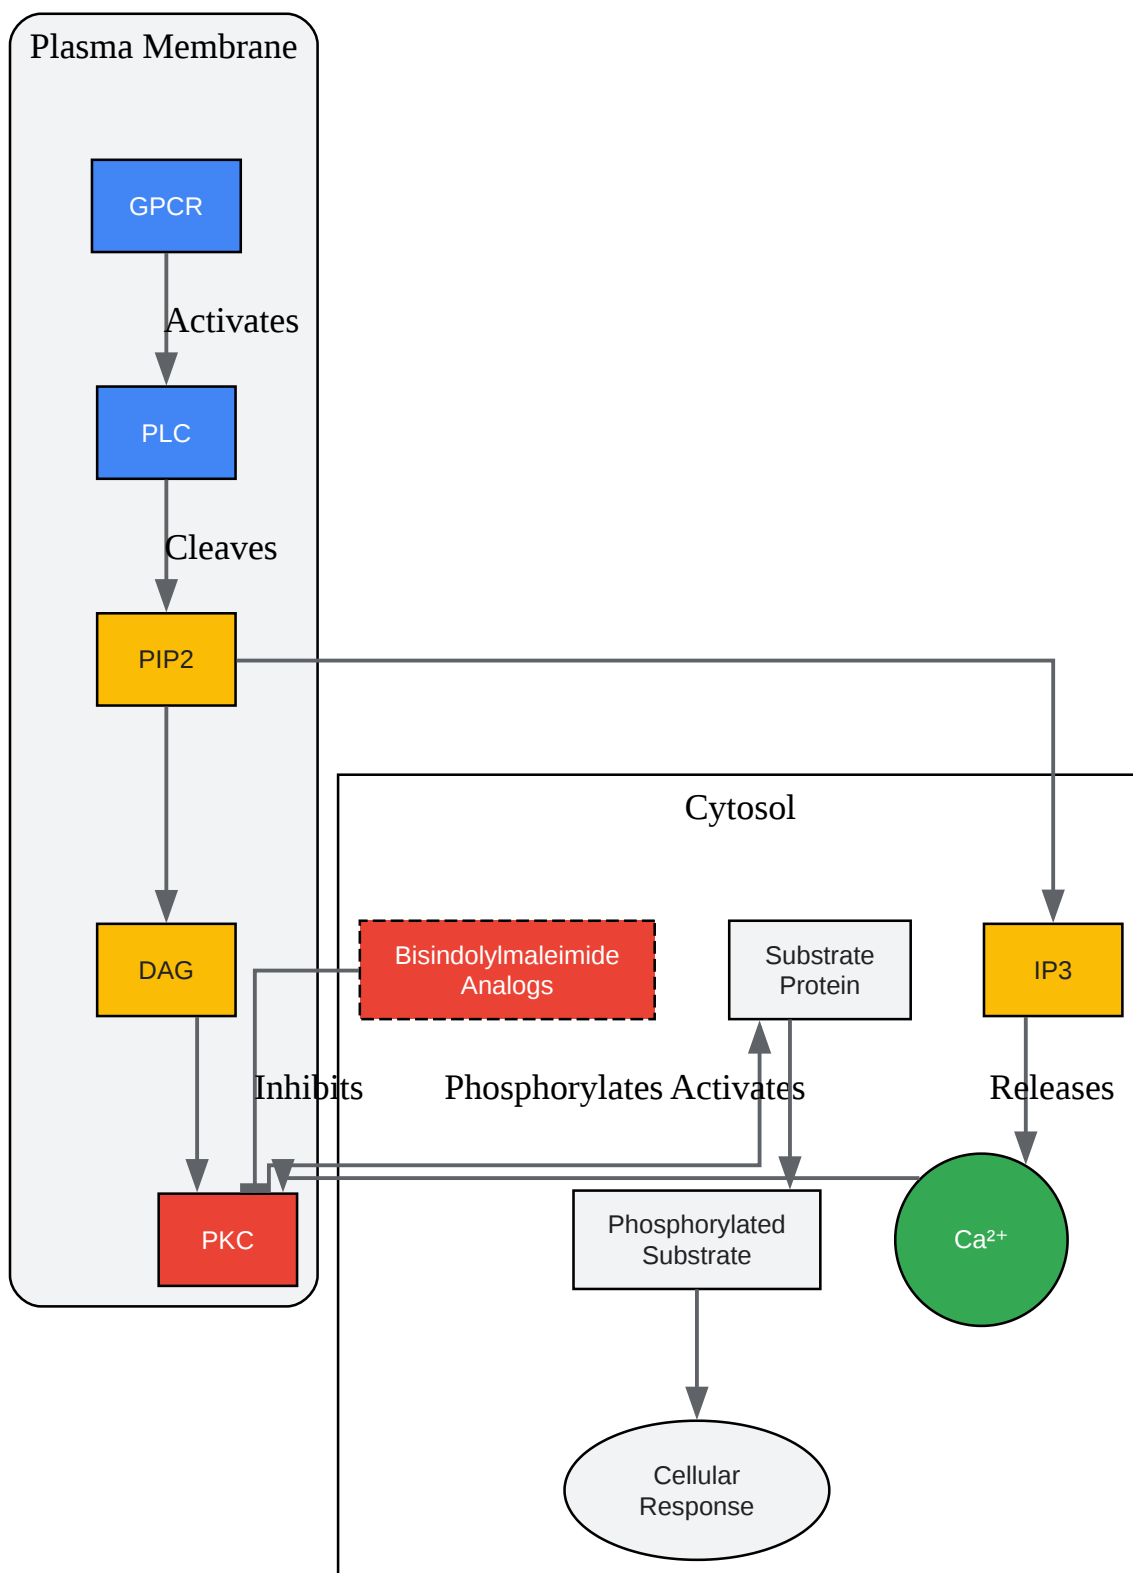 Plasma Membrane
GPCR
Activates
PLC
Cleaves
PIP2
Cytosol
DAG
Bisindolylmaleimide
Analogs
Substrate
Protein
IP3
Inhibits
Phosphorylates
Activates
Releases
PKC
Phosphorylated
Substrate
Ca²⁺
Cellular
Response